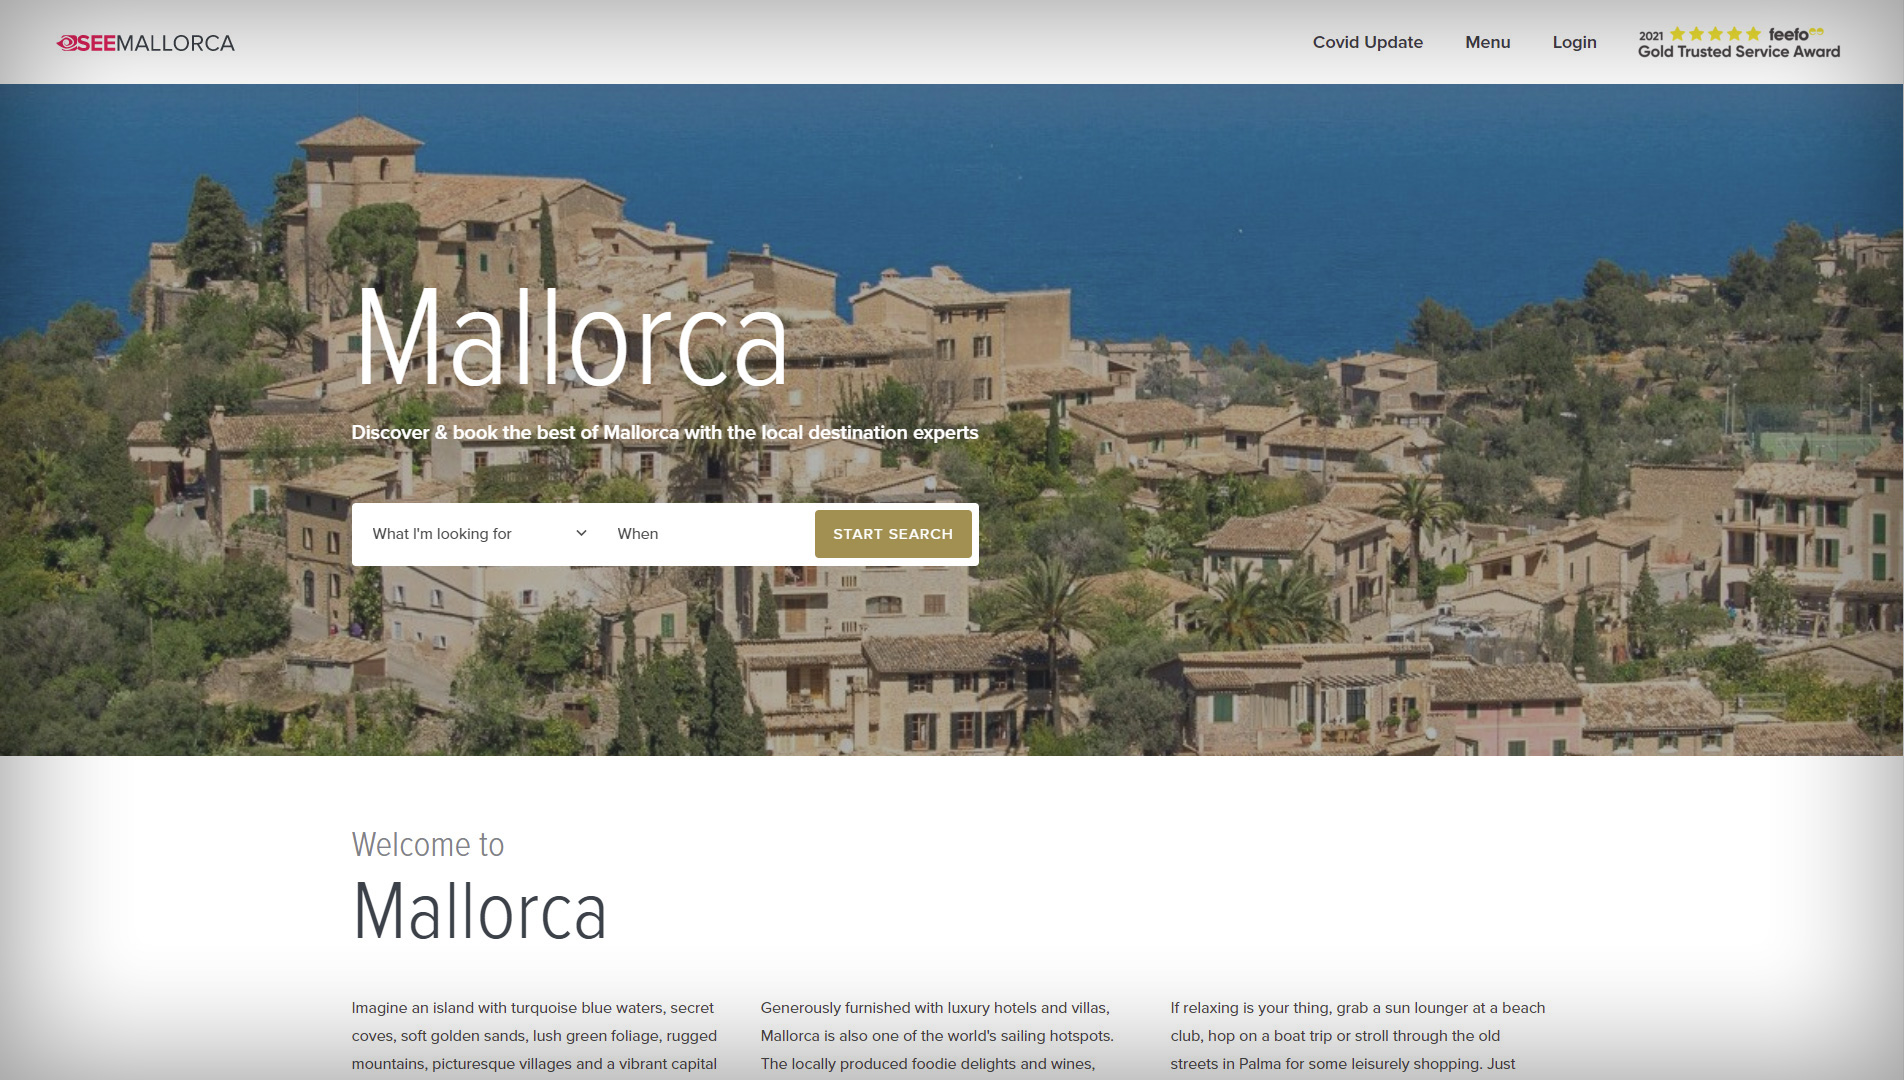 SEEMALLORCA
Covid Update
Menu
Login
2021 feefo
Gold Trusted Service Award
Mallorca
Discover & book the best of Mallorca with the local destination experts
What I'm looking for
When
START SEARCH
Welcome to
Mallorca
Imagine an island with turquoise blue waters, secret
coves, soft golden sands, lush green foliage, rugged
mountains, picturesque villages and a vibrant capital
Generously furnished with luxury hotels and villas,
Mallorca is also one of the world's sailing hotspots.
The locally produced foodie delights and wines,
If relaxing is your thing, grab a sun lounger at a beach
club, hop on a boat trip or stroll through the old
streets in Palma for some leisurely shopping. Just